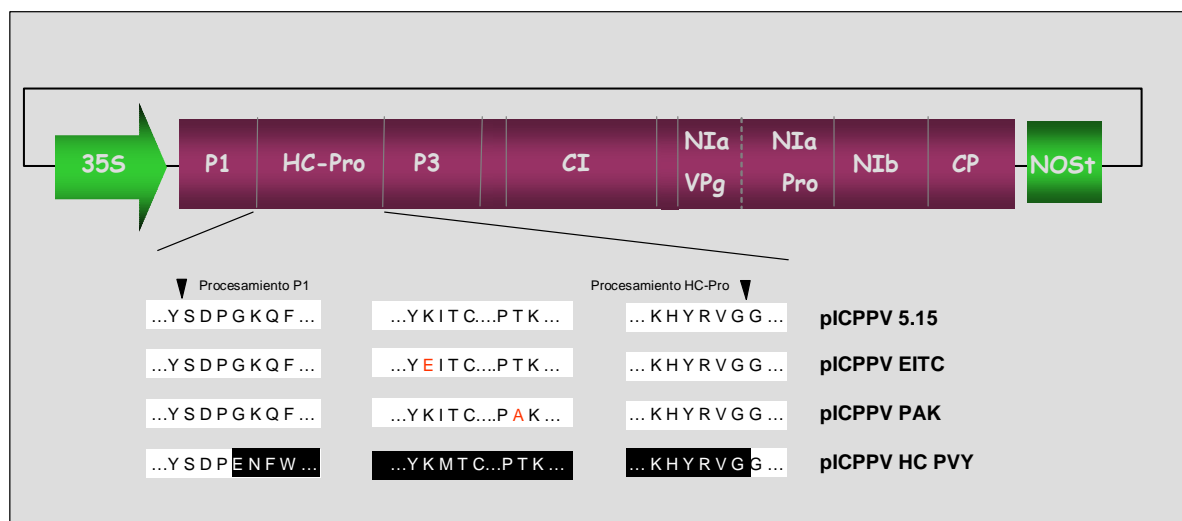 35S P1 HC-Pro P3 CI NIa VPg NIa Pro NIb CP NOSt
Procesamiento P1 Procesamiento HC-Pro
...Y S D P G K Q F ... ...Y K I T C....P T K... ... K H Y R V G G ... pICPPV 5.15
...Y S D P G K Q F ... ...Y E I T C....P T K... ... K H Y R V G G ... pICPPV EITC
...Y S D P G K Q F ... ...Y K I T C....P A K... ... K H Y R V G G ... pICPPV PAK
...Y S D P E N F W ... ...Y K M T C...P T K... ... K H Y R V G G ... pICPPV HC PVY